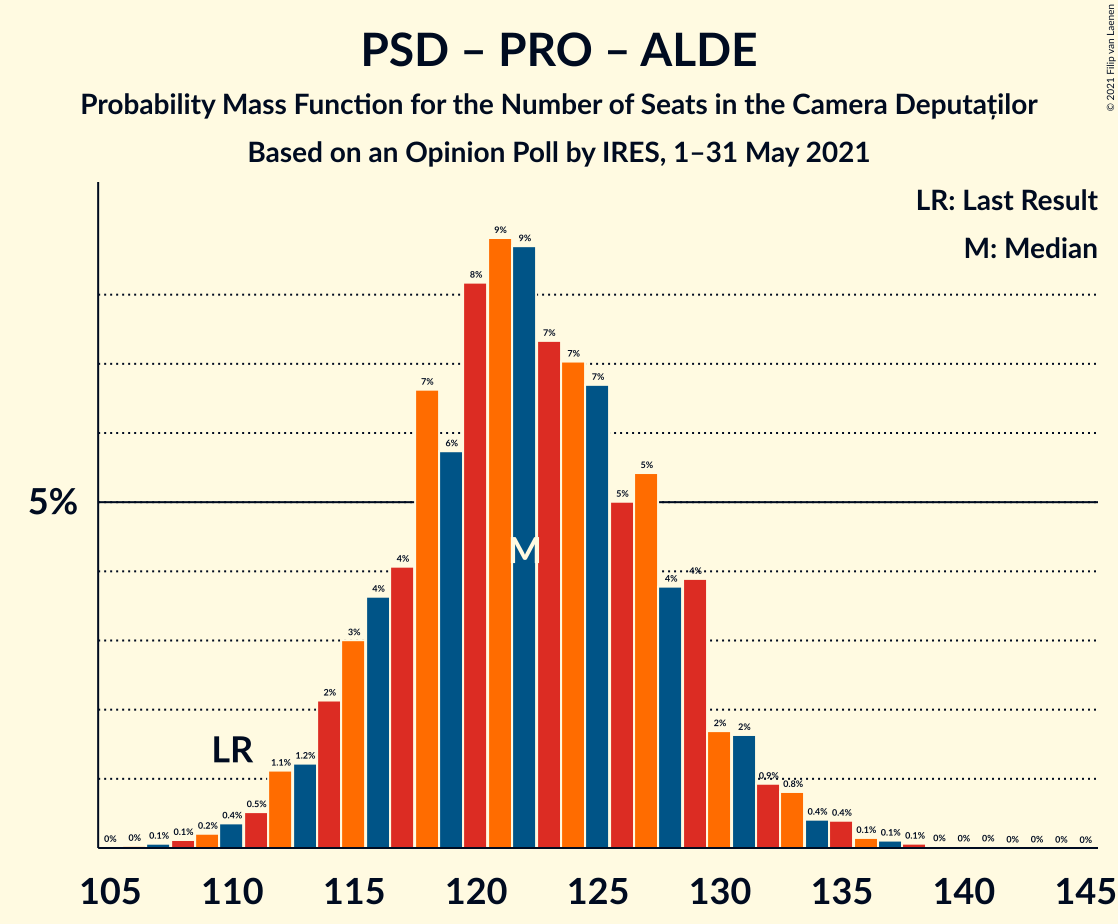 PSD – PRO – ALDE
Probability Mass Function for the Number of Seats in the Camera Deputaților
Based on an Opinion Poll by IRES, 1–31 May 2021
© 2021 Filip van Laenen
LR: Last Result
M: Median
5%
LR
M
0% 0% 0.1% 0.1% 0.2% 0.4% 0.5% 1.1% 1.2% 2% 3% 4% 4% 7% 6% 8% 9% 9% 7% 7% 7% 5% 5% 4% 4% 2% 2% 0.9% 0.8% 0.4% 0.4% 0.1% 0.1% 0.1% 0% 0% 0% 0% 0% 0% 0%
105 110 115 120 125 130 135 140 145